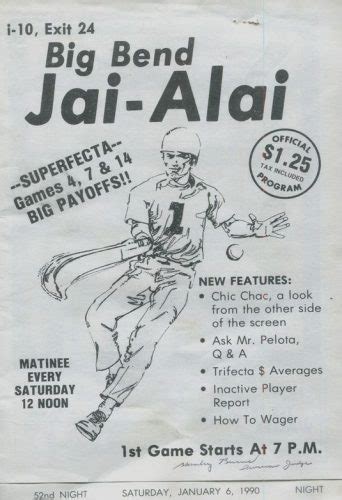 i-10, Exit 24
Big Bend
Jai-Alai
--SUPERFECTA--
Games 4, 7 & 14
BIG PAYOFFS!!
OFFICIAL
$1.25
TAX INCLUDED
PROGRAM
1
NEW FEATURES:
• Chic Chac, a look
from the other side
of the screen
• Ask Mr. Pelota,
Q & A
• Trifecta $ Averages
• Inactive Player
Report
• How To Wager
MATINEE
EVERY
SATURDAY
12 NOON
1st Game Starts At 7 P.M.
52nd NIGHT SATURDAY, JANUARY 6, 1990 NIGHT